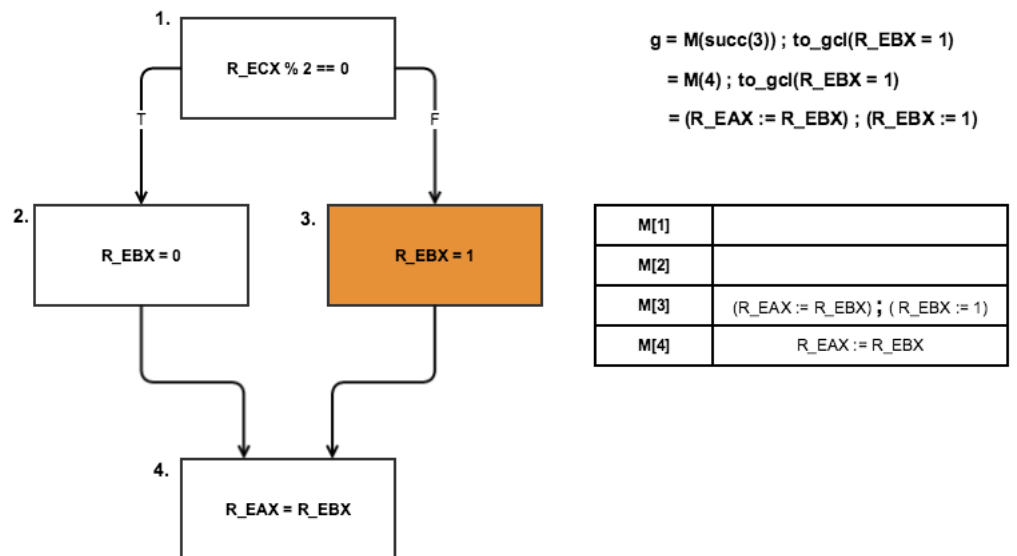 1.
R_ECX % 2 == 0
T
F
2.
R_EBX = 0
3.
R_EBX = 1
4.
R_EAX = R_EBX
g = M(succ(3)) ; to_gcl(R_EBX = 1)
= M(4) ; to_gcl(R_EBX = 1)
= (R_EAX := R_EBX) ; (R_EBX := 1)
M[1]
M[2]
M[3] (R_EAX := R_EBX) ; ( R_EBX := 1)
M[4] R_EAX := R_EBX